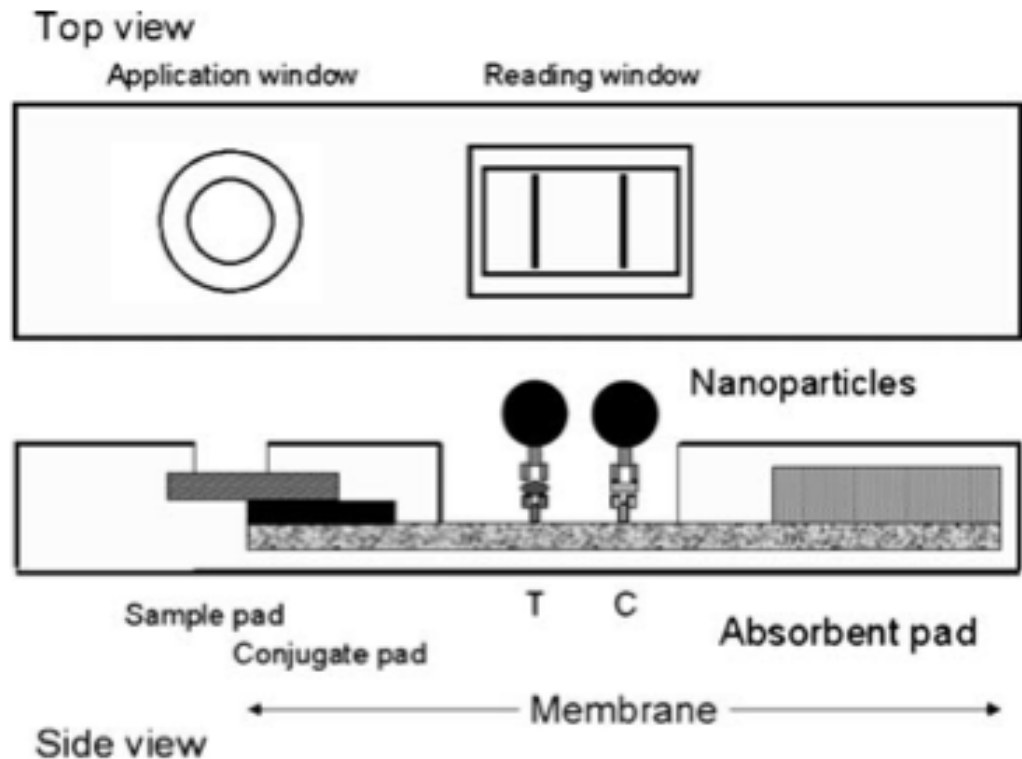 Top view
Application window
Reading window
Nanoparticles
T
C
Sample pad
Conjugate pad
Absorbent pad
Membrane
Side view